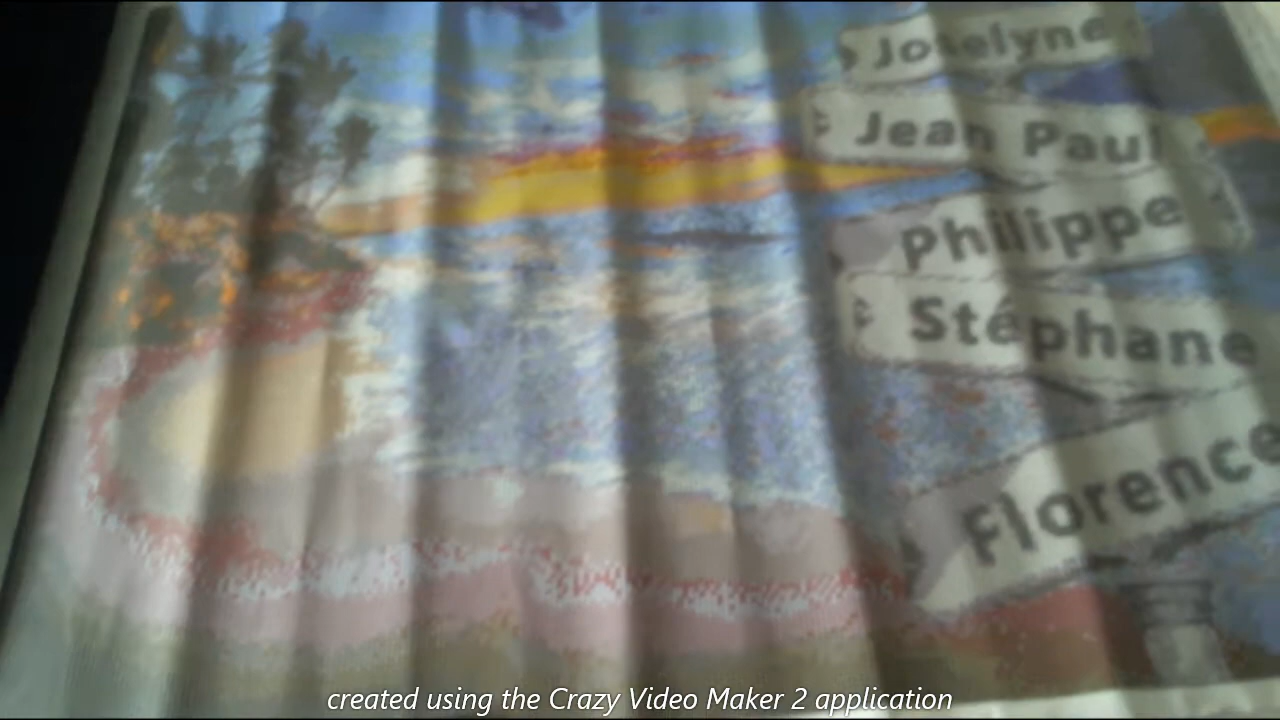 Jocelyne
Jean Paul
Philippe
Stéphane
Florence
created using the Crazy Video Maker 2 application